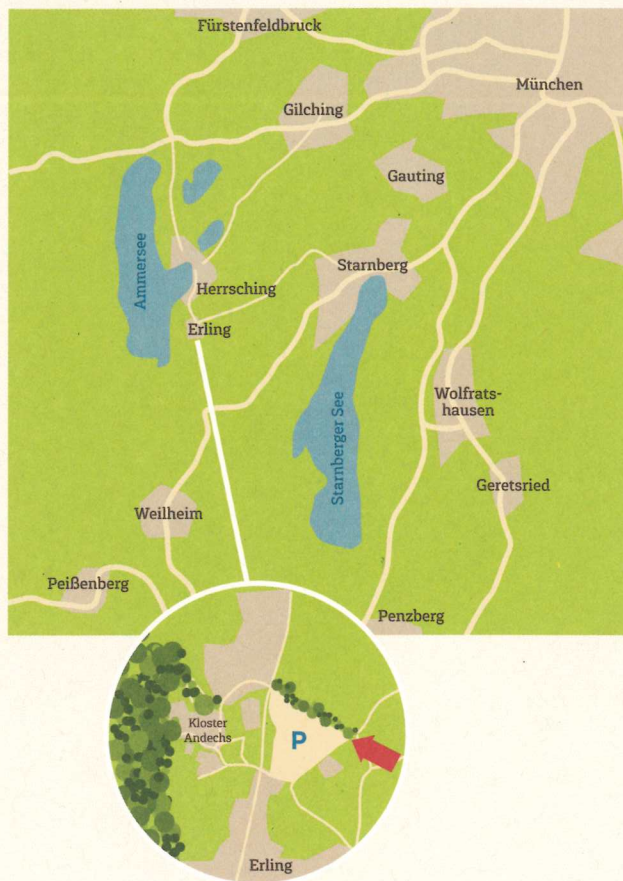 Fürstenfeldbruck
München
Gilching
Gauting
Ammersee
Starnberg
Herrsching
Erling
Wolfrats-
hausen
Starnberger See
Geretsried
Weilheim
Peißenberg
Penzberg
Kloster
Andechs
P
Erling